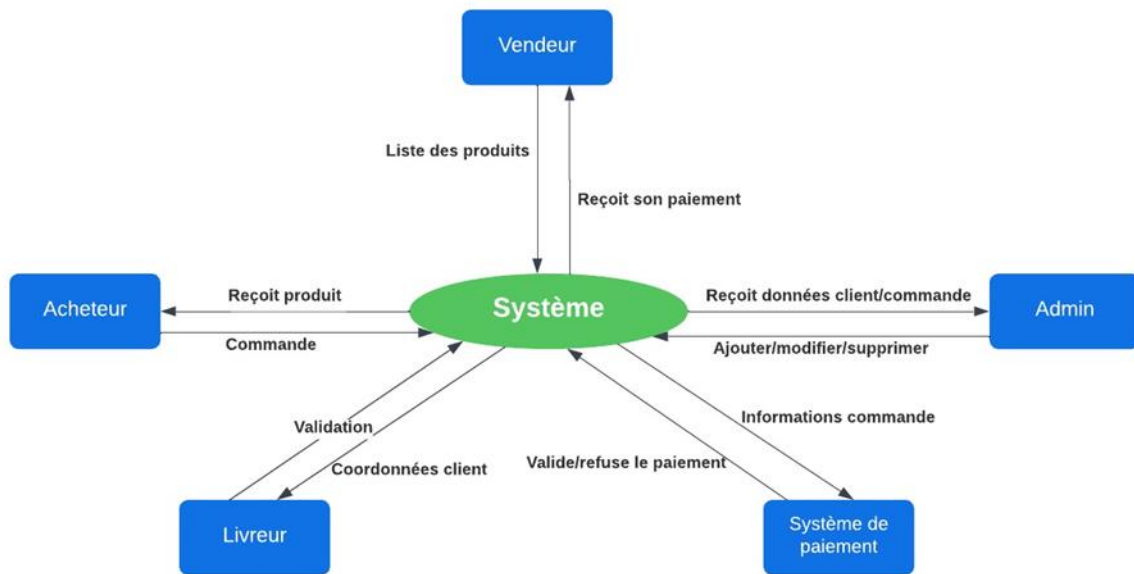 Vendeur
Liste des produits
Reçoit son paiement
Acheteur
Reçoit produit
Commande
Système
Reçoit données client/commande
Ajouter/modifier/supprimer
Admin
Validation
Coordonnées client
Informations commande
Valide/refuse le paiement
Livreur
Système de
paiement